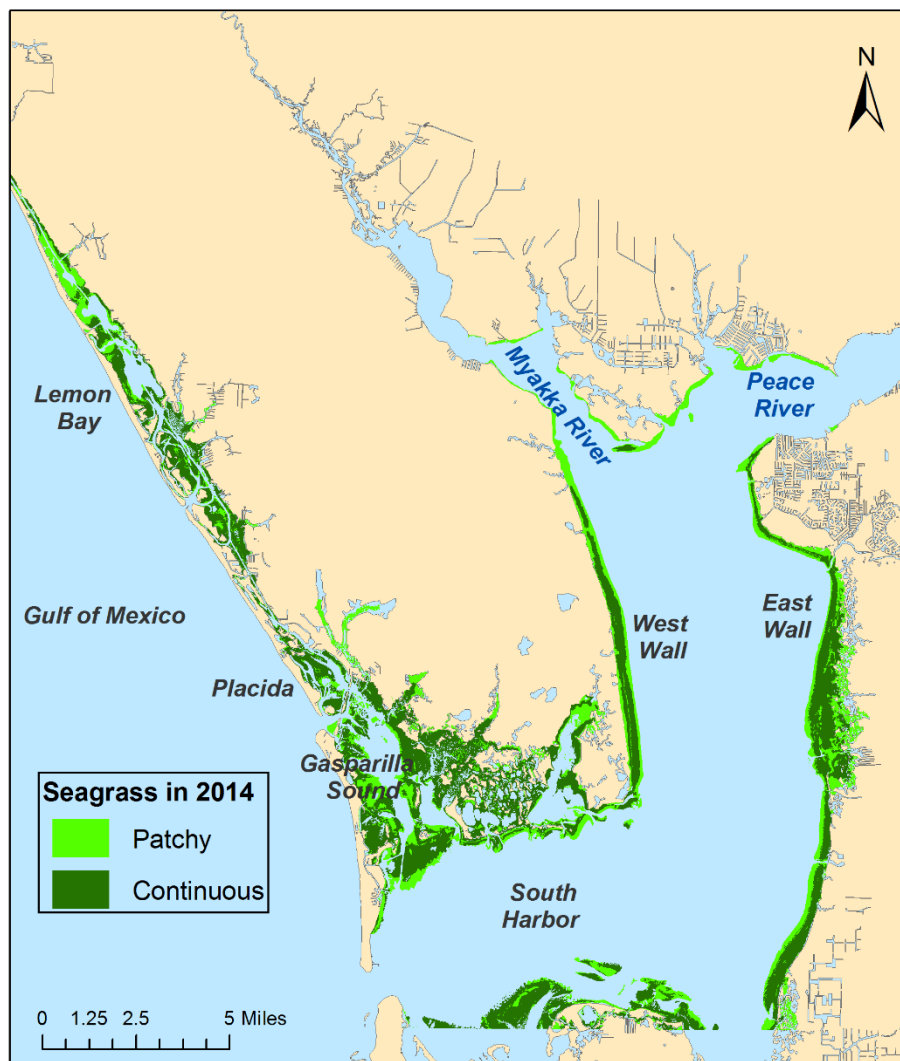 N
Myakka River
Peace
River
Lemon
Bay
Gulf of Mexico
West
Wall
East
Wall
Placida
Gasparilla
Sound
Seagrass in 2014
Patchy
Continuous
South
Harbor
0 1.25 2.5 5 Miles